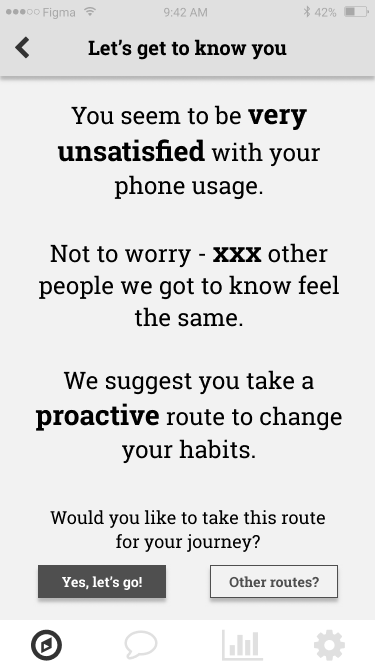 Figma 9:42 AM 42%
Let's get to know you
You seem to be very
unsatisfied with your
phone usage.
Not to worry - xxx other
people we got to know feel
the same.
We suggest you take a
proactive route to change
your habits.
Would you like to take this route
for your journey?
Yes, let's go! Other routes?